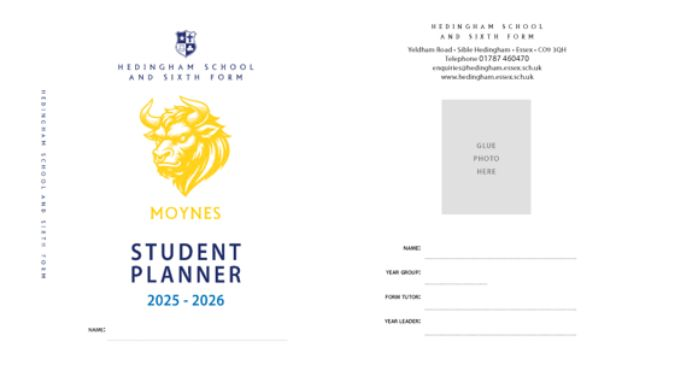 HEDINGHAM SCHOOL AND SIXTH FORM
HEDINGHAM SCHOOL
AND SIXTH FORM
MOYNES
STUDENT
PLANNER
2025 - 2026
NAME:
HEDINGHAM SCHOOL
AND SIXTH FORM
Yeldham Road • Sible Hedingham • Essex • CO9 3QH
Telephone 01787 460470
enquiries@hedingham.essex.sch.uk
www.hedingham.essex.sch.uk
GLUE
PHOTO
HERE
NAME:
YEAR GROUP:
FORM TUTOR:
YEAR LEADER: